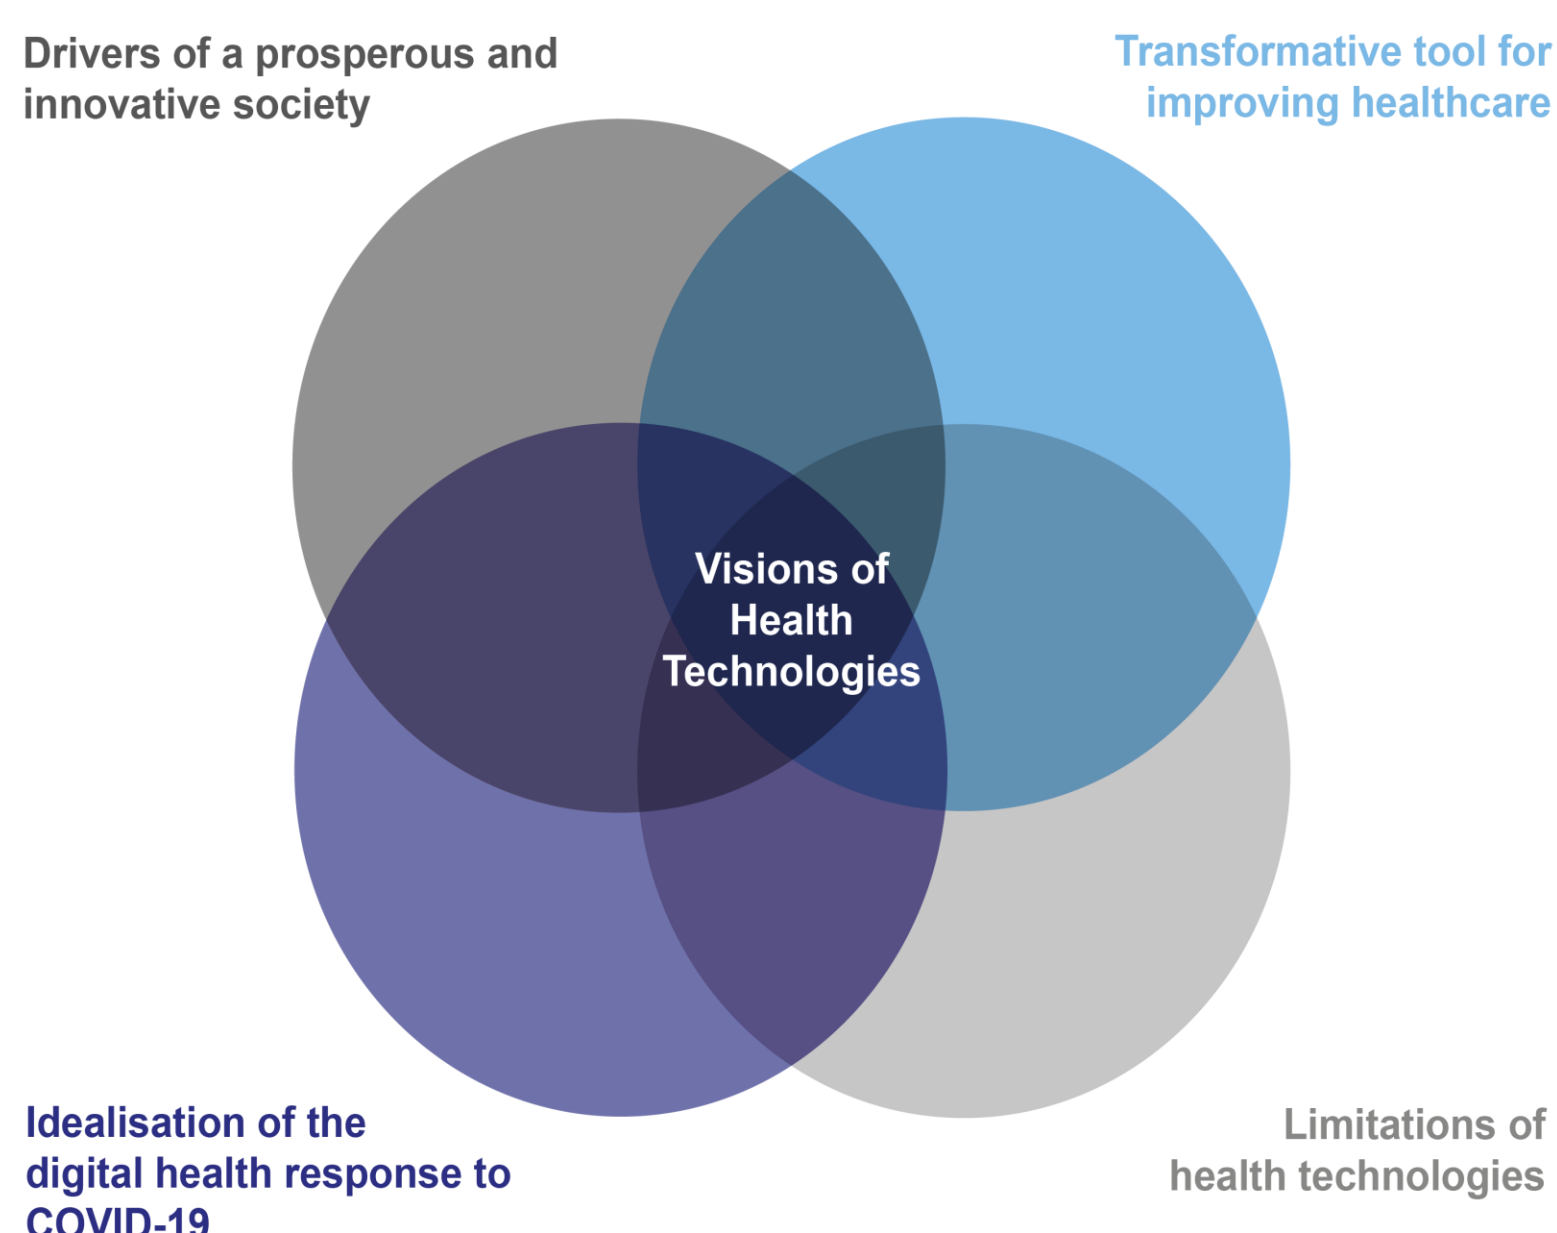 Drivers of a prosperous and
innovative society
Transformative tool for
improving healthcare
Visions of
Health
Technologies
Idealisation of the
digital health response to
COVID-19
Limitations of
health technologies